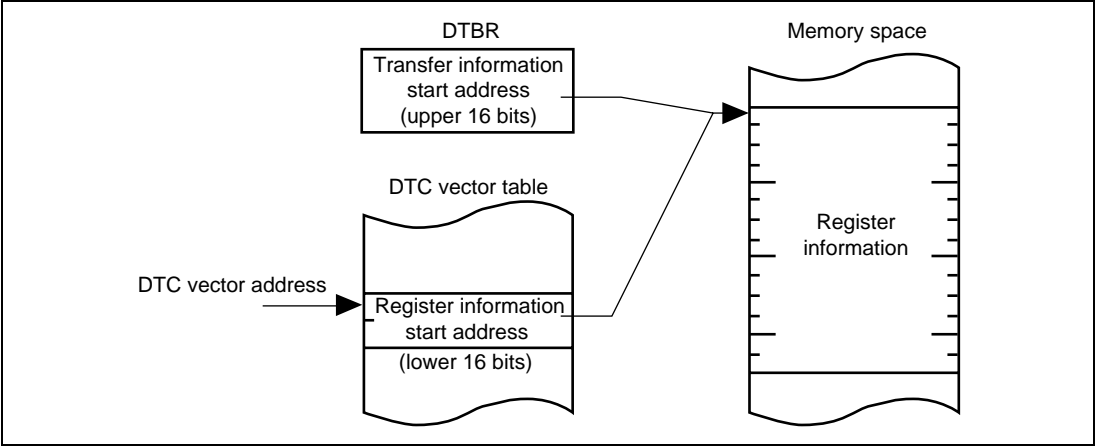 DTBR
Transfer information
start address
(upper 16 bits)
Memory space
DTC vector table
DTC vector address
Register information
start address
(lower 16 bits)
Register
information